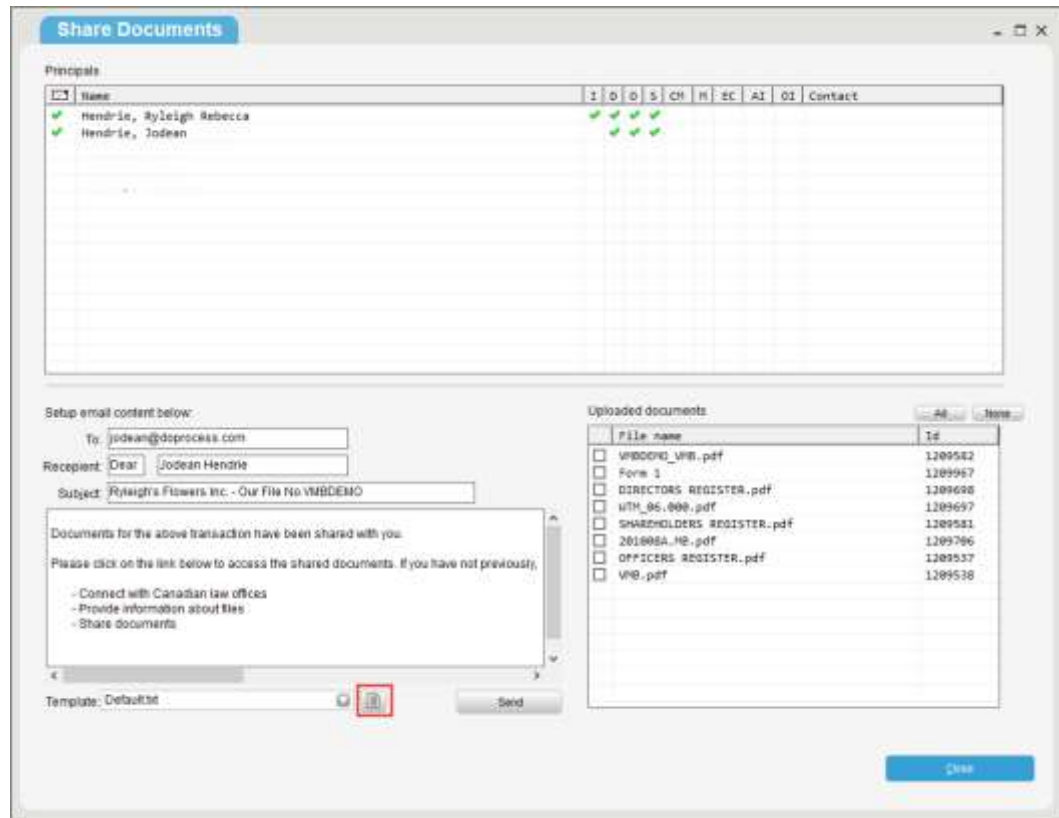 Share Documents
Principals
Name I D O S CM M EC AI OI Contact
Hendrie, Ryleigh Rebecca
Hendrie, Jodean
Setup email content below:
To: jodean@doprocess.com
Recepient: Dear Jodean Hendrie
Subject: Ryleigh's Flowers Inc. - Our File No.VMBDEMO
Documents for the above transaction have been shared with you.
Please click on the link below to access the shared documents. If you have not previously,
- Connect with Canadian law offices
- Provide information about files
- Share documents
Template: Default.txt
Send
Uploaded documents All None
File name Id
VMBDEMO_VMB.pdf 1209582
Form 1 1209967
DIRECTORS REGISTER.pdf 1209698
WTM_06.000.pdf 1209697
SHAREHOLDERS REGISTER.pdf 1209581
201008A.MB.pdf 1209706
OFFICERS REGISTER.pdf 1209537
VMB.pdf 1209538
Close